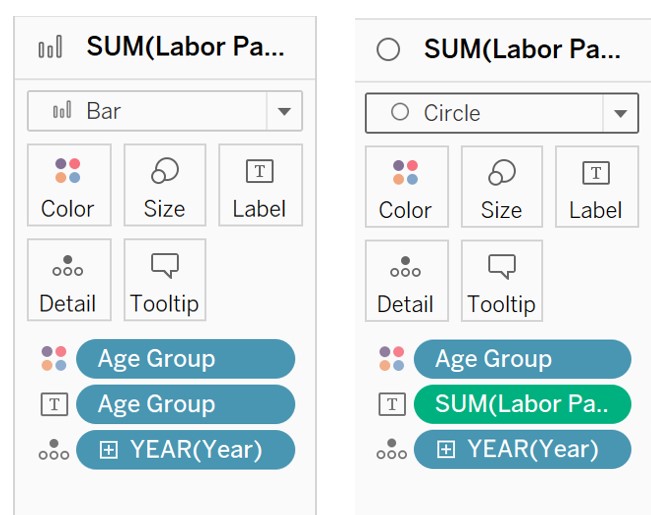 SUM(Labor Pa...
Bar
Color
Size
T
Label
Detail
Tooltip
Age Group
T
Age Group
YEAR(Year)
SUM(Labor Pa...
Circle
Color
Size
T
Label
Detail
Tooltip
Age Group
T
SUM(Labor Pa..
YEAR(Year)